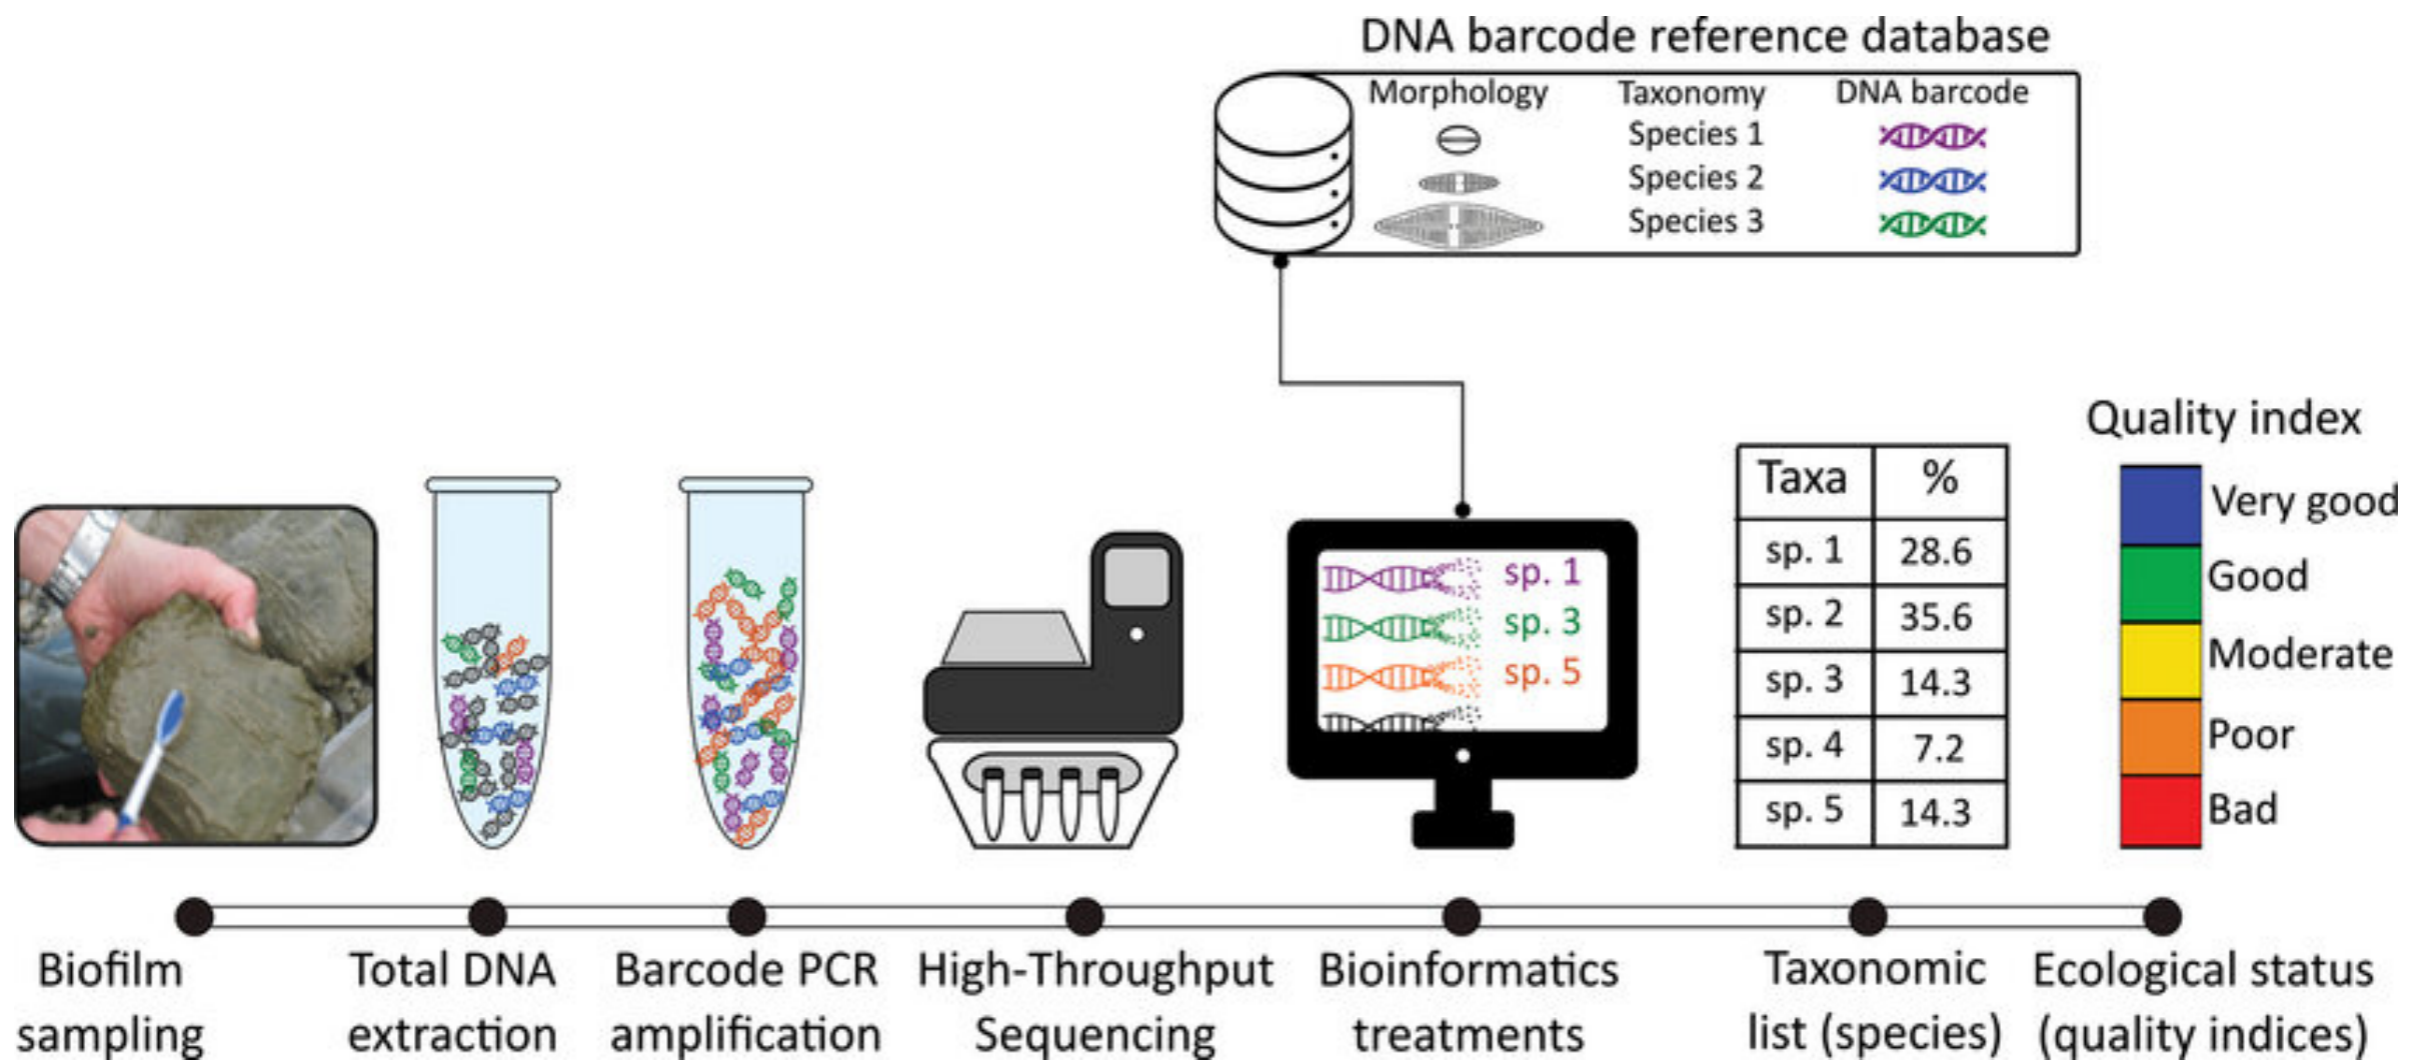 DNA barcode reference database
Morphology Taxonomy DNA barcode
Species 1
Species 2
Species 3
Quality index
Very good
Good
Moderate
Poor
Bad
Taxa %
sp. 1 28.6
sp. 2 35.6
sp. 3 14.3
sp. 4 7.2
sp. 5 14.3
sp. 1
sp. 3
sp. 5
Biofilm
sampling
Total DNA
extraction
Barcode PCR
amplification
High-Throughput
Sequencing
Bioinformatics
treatments
Taxonomic
list (species)
Ecological status
(quality indices)